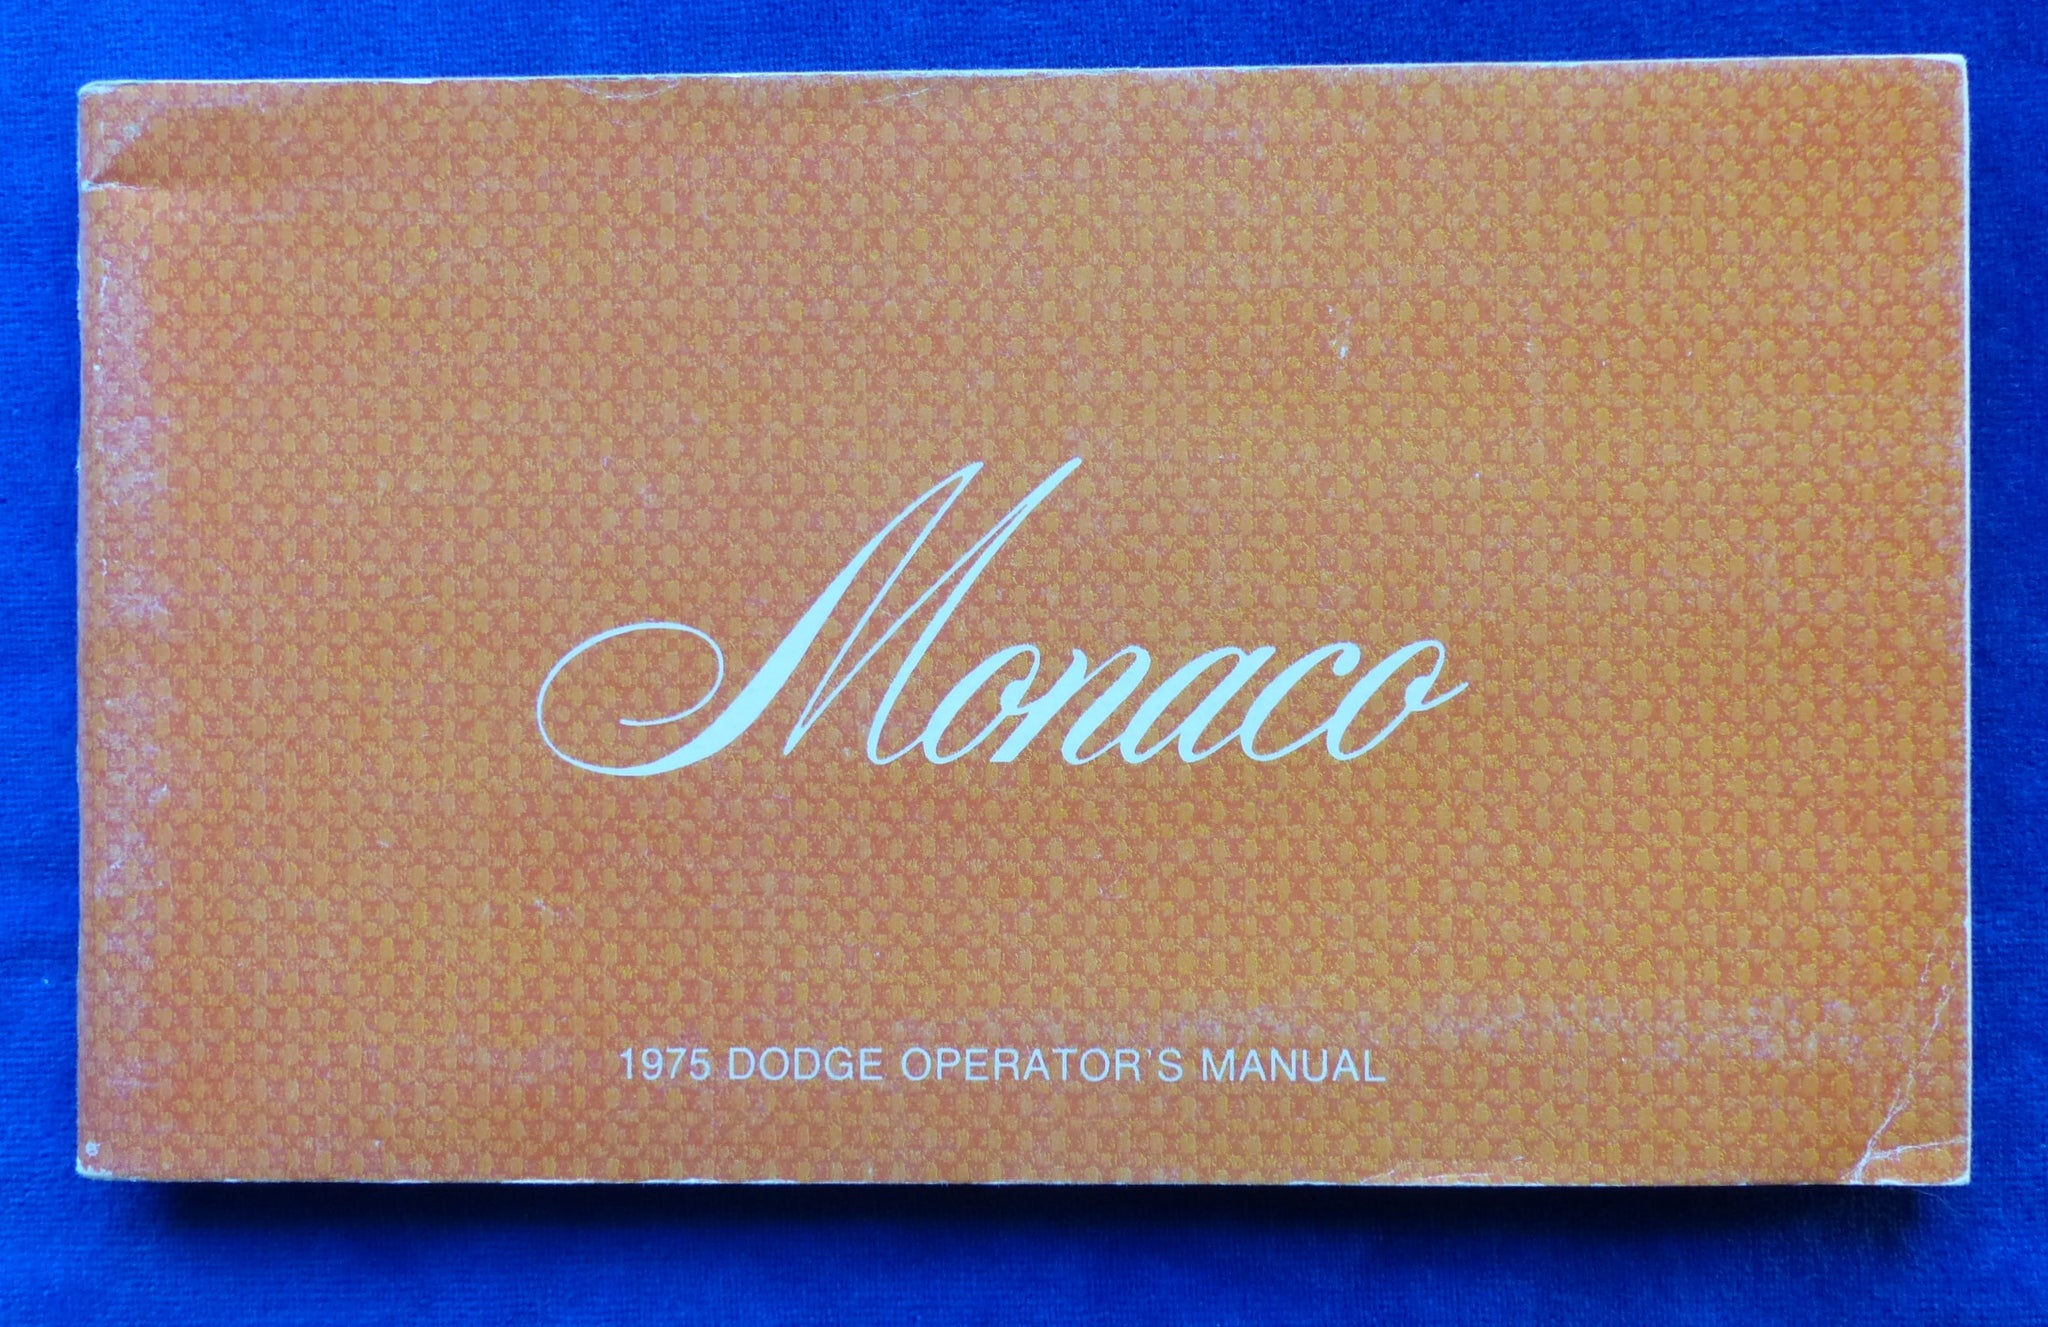 Monaco
1975 DODGE OPERATOR'S MANUAL